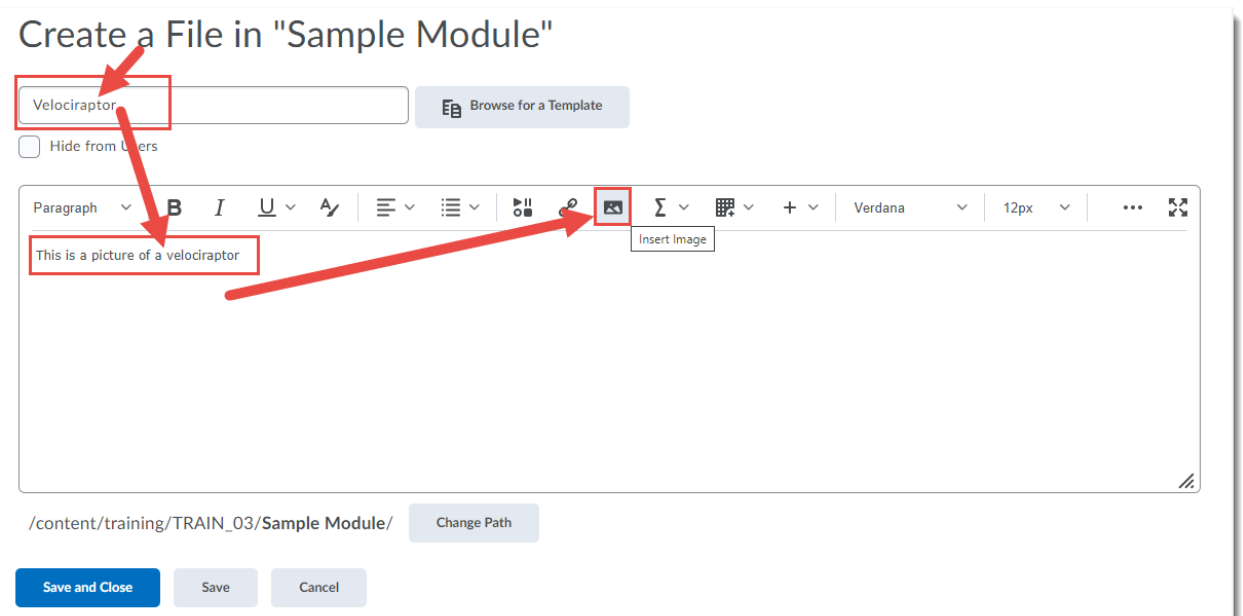 Create a File in "Sample Module"
Velociraptor
Browse for a Template
Hide from Users
Paragraph B I U A Σ + Verdana 12px ...
Insert Image
This is a picture of a velociraptor
/content/training/TRAIN_03/Sample Module/ Change Path
Save and Close Save Cancel